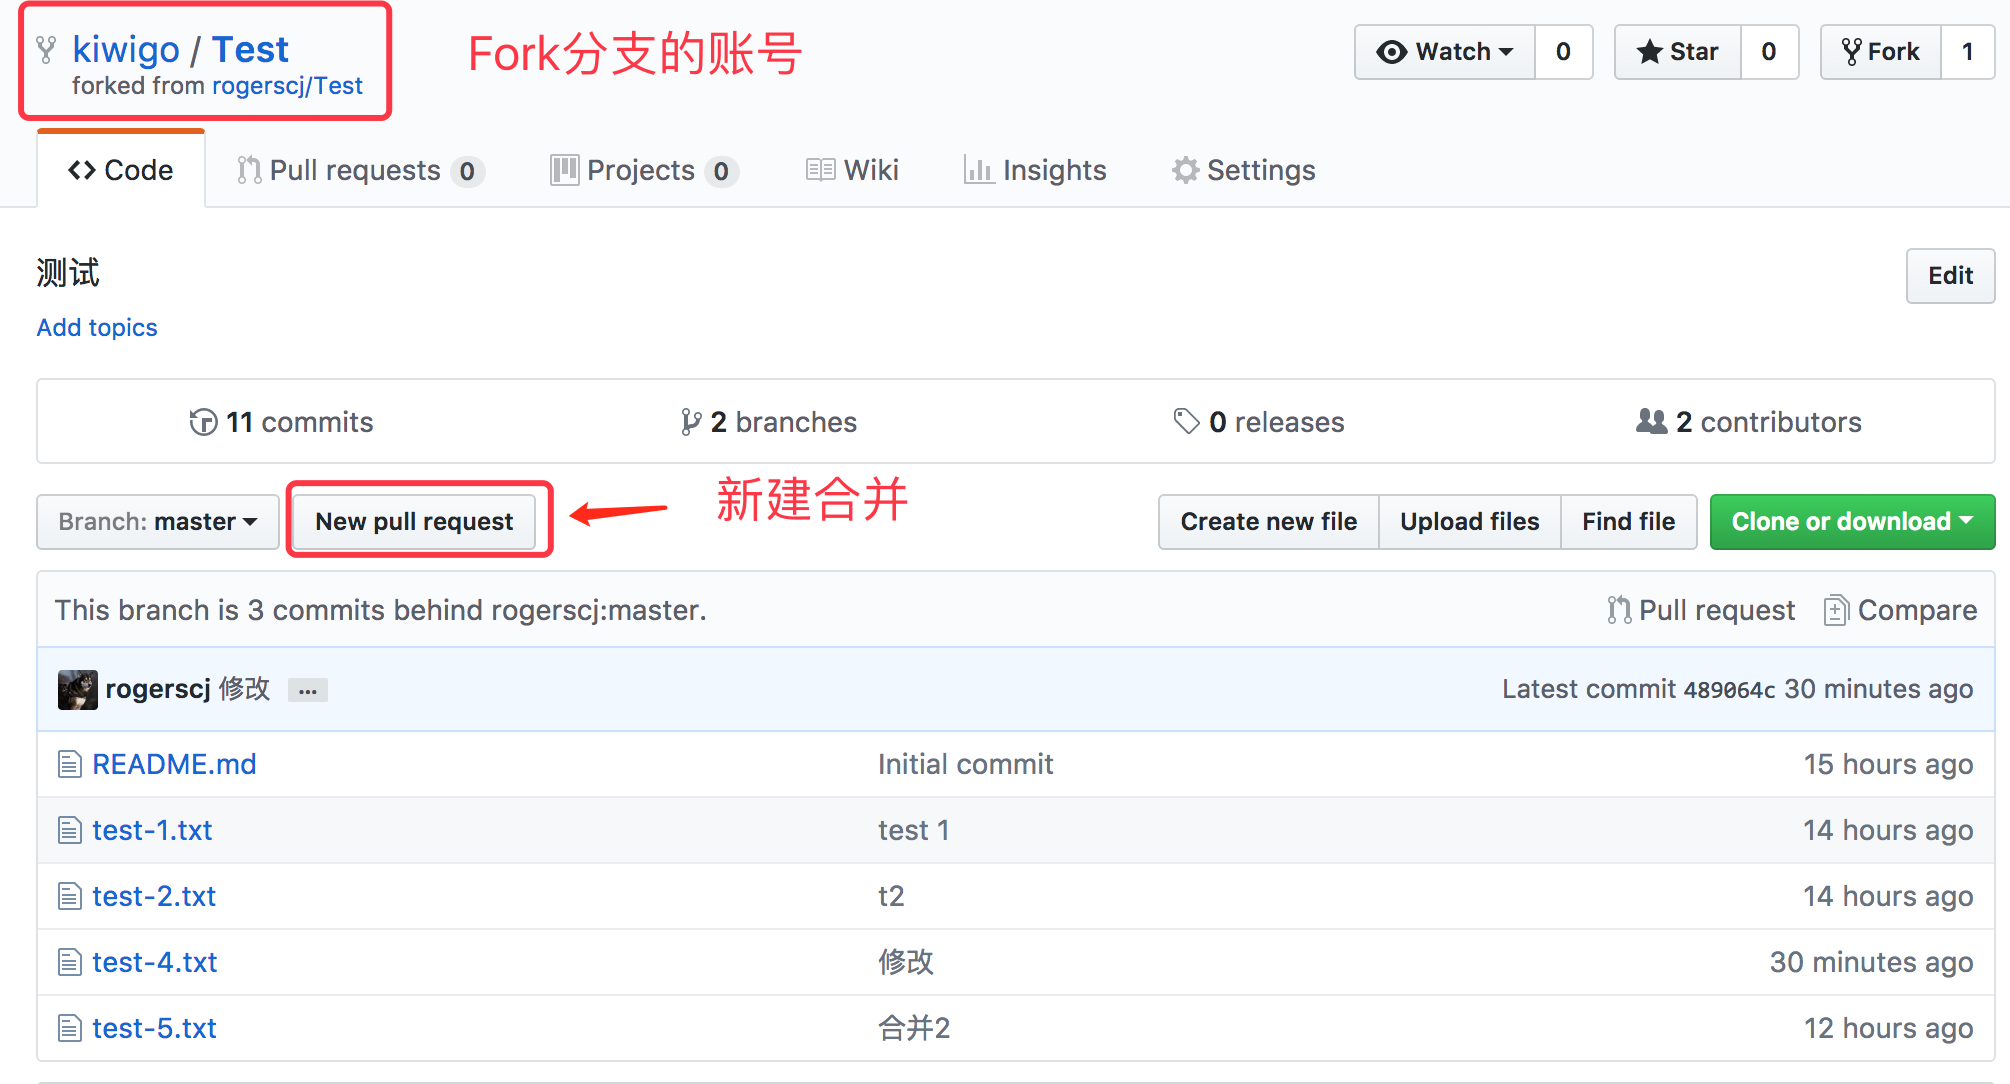 kiwigo / Test
forked from rogerscj/Test
Fork分支的账号
Watch 0 Star 0 Fork 1
Code Pull requests 0 Projects 0 Wiki Insights Settings
测试
Edit
Add topics
11 commits 2 branches 0 releases 2 contributors
Branch: master New pull request 新建合并 Create new file Upload files Find file Clone or download
This branch is 3 commits behind rogerscj:master. Pull request Compare
rogerscj 修改 … Latest commit 489064c 30 minutes ago
README.md Initial commit 15 hours ago
test-1.txt test 1 14 hours ago
test-2.txt t2 14 hours ago
test-4.txt 修改 30 minutes ago
test-5.txt 合并2 12 hours ago